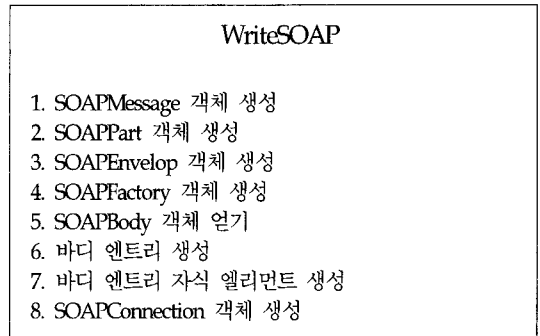 WriteSOAP
1. SOAPMessage 객체 생성
2. SOAPPart 객체 생성
3. SOAPEnvelop 객체 생성
4. SOAPFactory 객체 생성
5. SOAPBody 객체 얻기
6. 바디 엔트리 생성
7. 바디 엔트리 자식 엘리먼트 생성
8. SOAPConnection 객체 생성